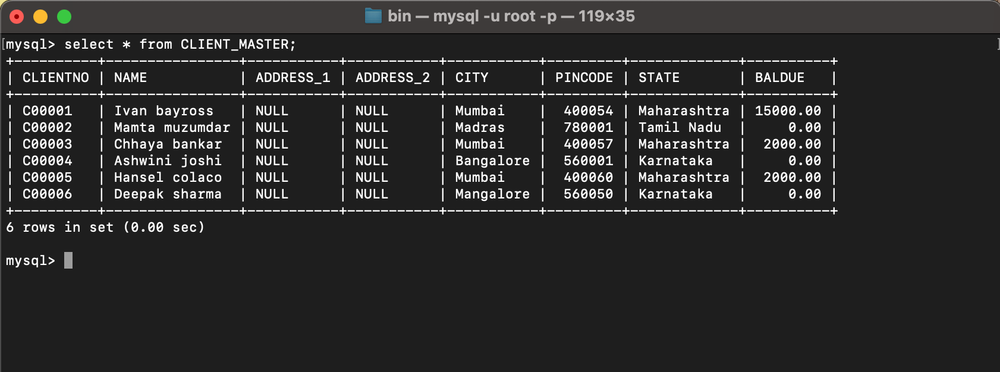 bin — mysql -u root -p — 119×35
mysql> select * from CLIENT_MASTER;
+----------+----------------+-----------+-----------+-----------+---------+-------------+----------+
| CLIENTNO | NAME           | ADDRESS_1 | ADDRESS_2 | CITY      | PINCODE | STATE       | BALDUE   |
+----------+----------------+-----------+-----------+-----------+---------+-------------+----------+
| C00001   | Ivan bayross   | NULL      | NULL      | Mumbai    |  400054 | Maharashtra | 15000.00 |
| C00002   | Mamta muzumdar | NULL      | NULL      | Madras    |  780001 | Tamil Nadu  |     0.00 |
| C00003   | Chhaya bankar  | NULL      | NULL      | Mumbai    |  400057 | Maharashtra |  2000.00 |
| C00004   | Ashwini joshi  | NULL      | NULL      | Bangalore |  560001 | Karnataka   |     0.00 |
| C00005   | Hansel colaco  | NULL      | NULL      | Mumbai    |  400060 | Maharashtra |  2000.00 |
| C00006   | Deepak sharma  | NULL      | NULL      | Mangalore |  560050 | Karnataka   |     0.00 |
+----------+----------------+-----------+-----------+-----------+---------+-------------+----------+
6 rows in set (0.00 sec)
mysql>